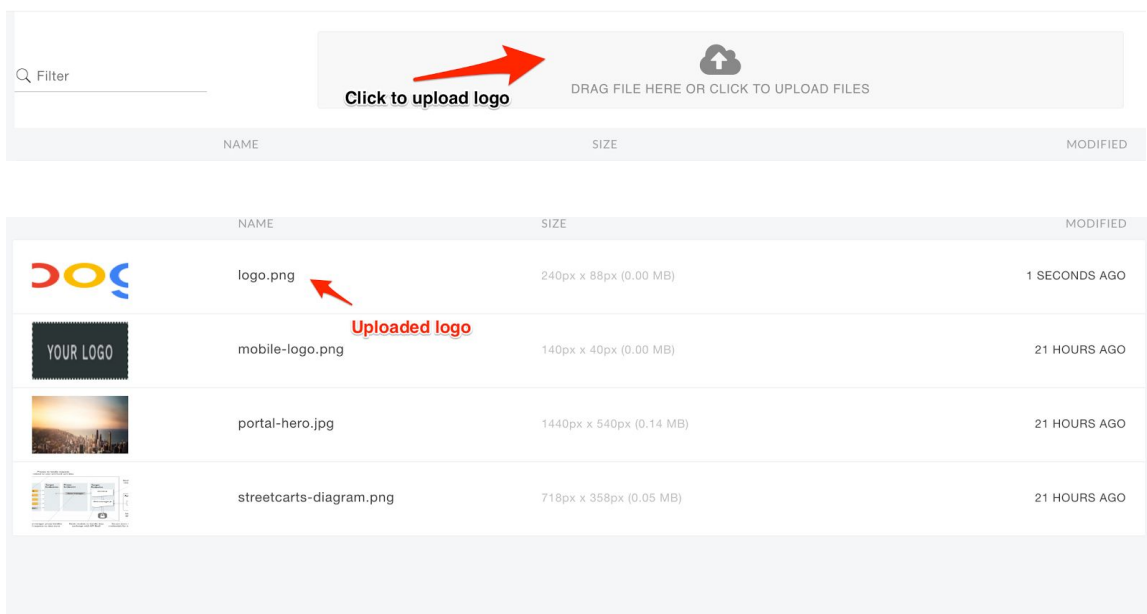 Filter
Click to upload logo
DRAG FILE HERE OR CLICK TO UPLOAD FILES
NAME SIZE MODIFIED
NAME SIZE MODIFIED
logo.png 240px x 88px (0.00 MB) 1 SECONDS AGO
Uploaded logo
YOUR LOGO mobile-logo.png 140px x 40px (0.00 MB) 21 HOURS AGO
portal-hero.jpg 1440px x 540px (0.14 MB) 21 HOURS AGO
streetcarts-diagram.png 718px x 358px (0.05 MB) 21 HOURS AGO